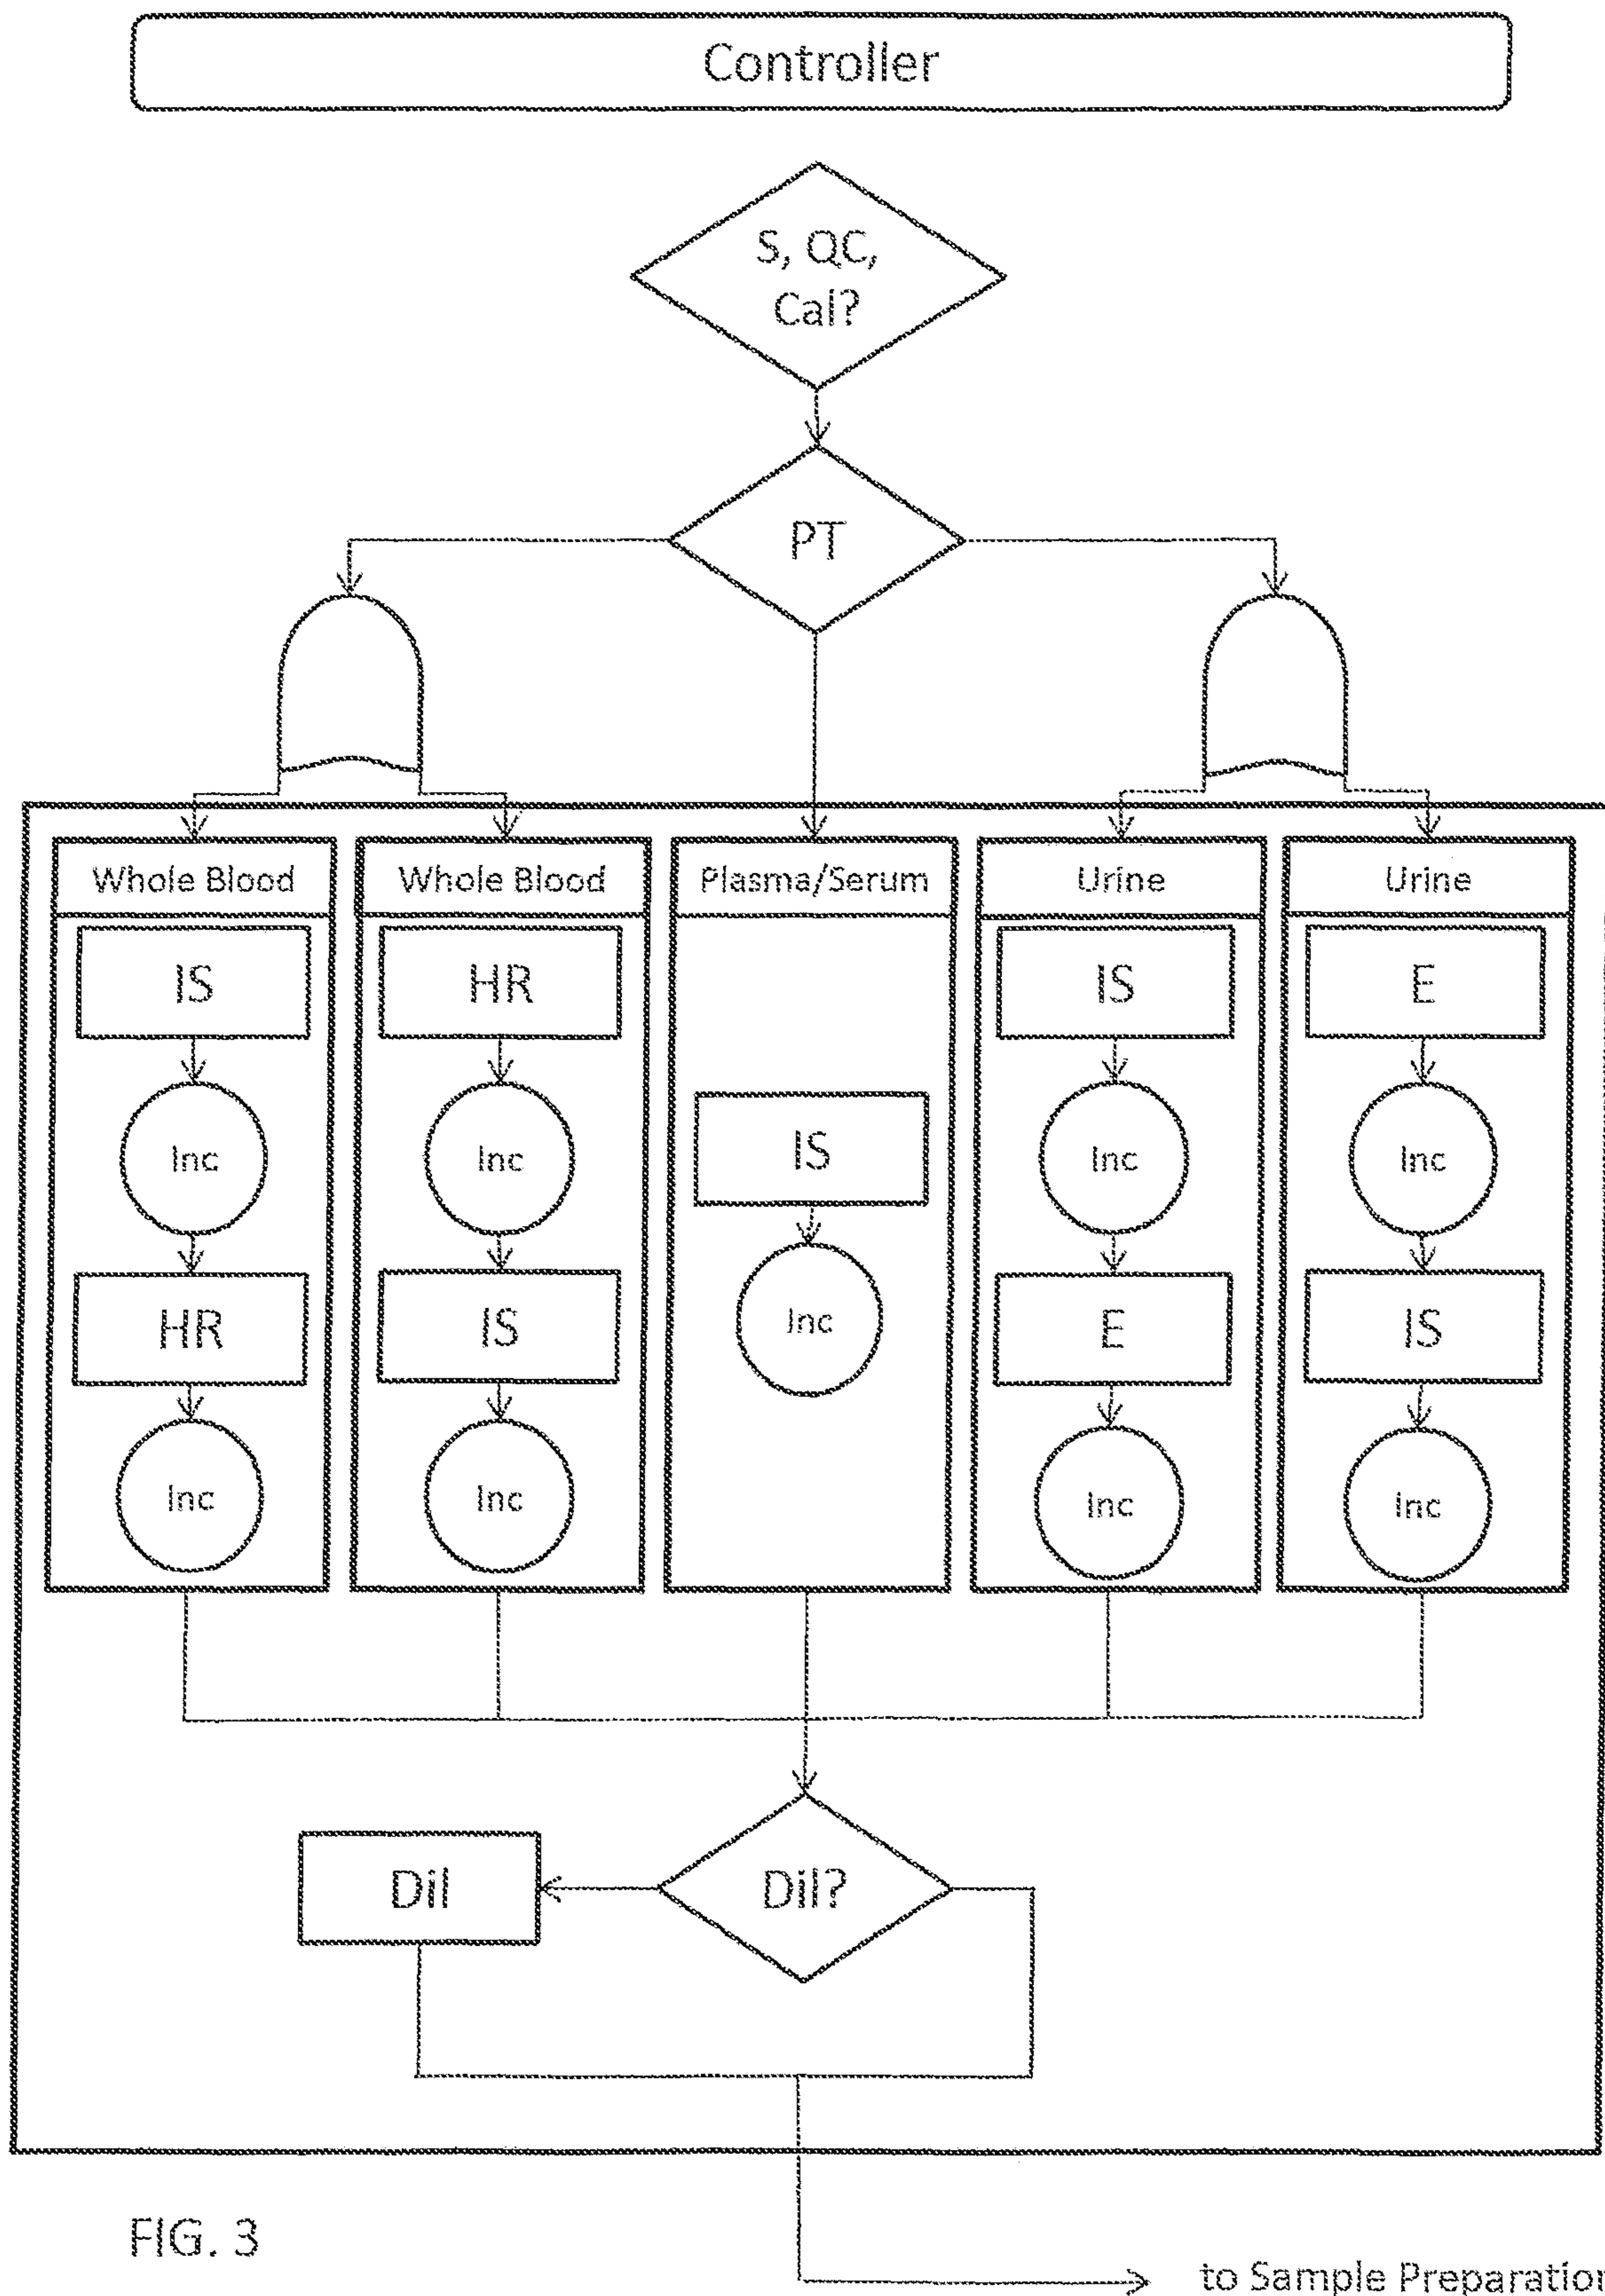 Controller
S, QC,
Cal?
PT
Whole Blood
IS
Inc
HR
Inc
Whole Blood
HR
Inc
IS
Inc
Plasma/Serum
IS
Inc
Urine
IS
Inc
E
Inc
Urine
E
Inc
IS
Inc
Dil
Dil?
FIG. 3
to Sample Preparation